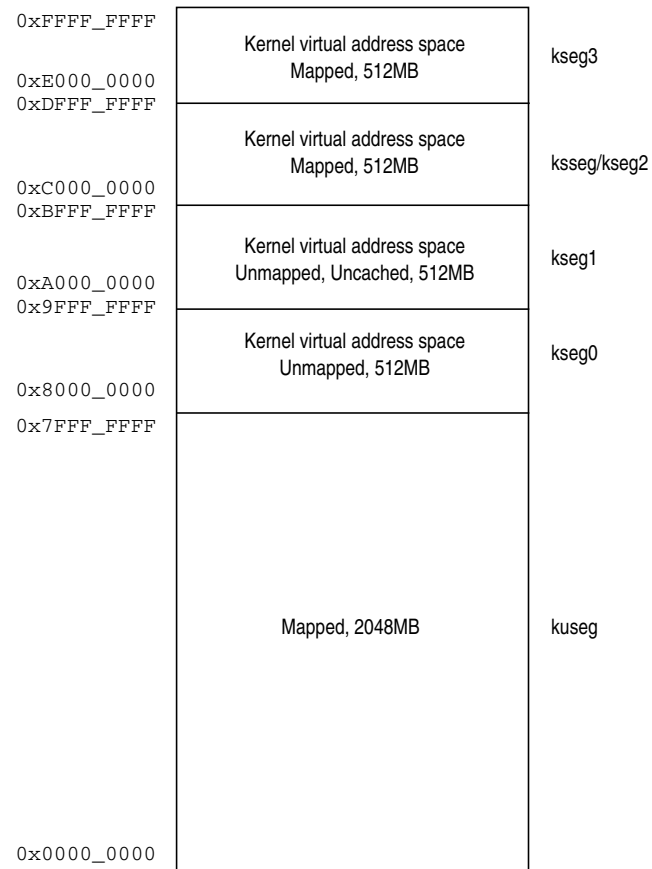 0xFFFF_FFFF
Kernel virtual address space
Mapped, 512MB
kseg3
0xE000_0000
0xDFFF_FFFF
Kernel virtual address space
Mapped, 512MB
ksseg/kseg2
0xC000_0000
0xBFFF_FFFF
Kernel virtual address space
Unmapped, Uncached, 512MB
kseg1
0xA000_0000
0x9FFF_FFFF
Kernel virtual address space
Unmapped, 512MB
kseg0
0x8000_0000
0x7FFF_FFFF
Mapped, 2048MB
kuseg
0x0000_0000